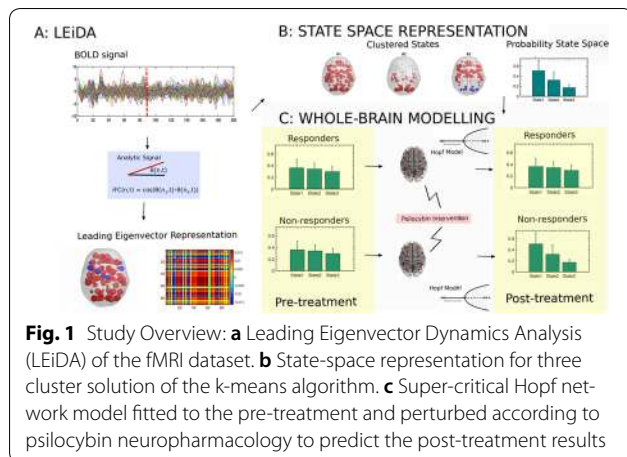 A: LEiDA
BOLD signal
Analytic Signal
Leading Eigenvector Representation
B: STATE SPACE REPRESENTATION
Clustered States
Probability State Space
C: WHOLE-BRAIN MODELLING
Responders
Hopf Model
Responders
Psilocybin Intervention
Non-responders
Non-responders
Hopf Model
Pre-treatment
Post-treatment
Fig. 1 Study Overview: a Leading Eigenvector Dynamics Analysis
(LEiDA) of the fMRI dataset. b State-space representation for three
cluster solution of the k-means algorithm. c Super-critical Hopf net-
work model fitted to the pre-treatment and perturbed according to
psilocybin neuropharmacology to predict the post-treatment results